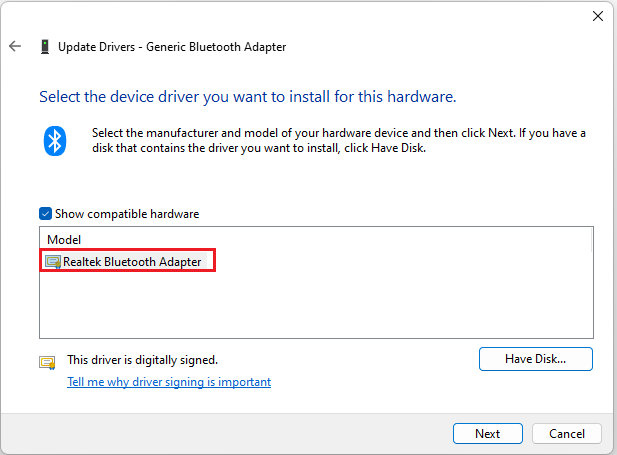 Update Drivers - Generic Bluetooth Adapter
Select the device driver you want to install for this hardware.
Select the manufacturer and model of your hardware device and then click Next. If you have a
disk that contains the driver you want to install, click Have Disk.
Show compatible hardware
Model
Realtek Bluetooth Adapter
This driver is digitally signed.
Have Disk...
Tell me why driver signing is important
Next
Cancel